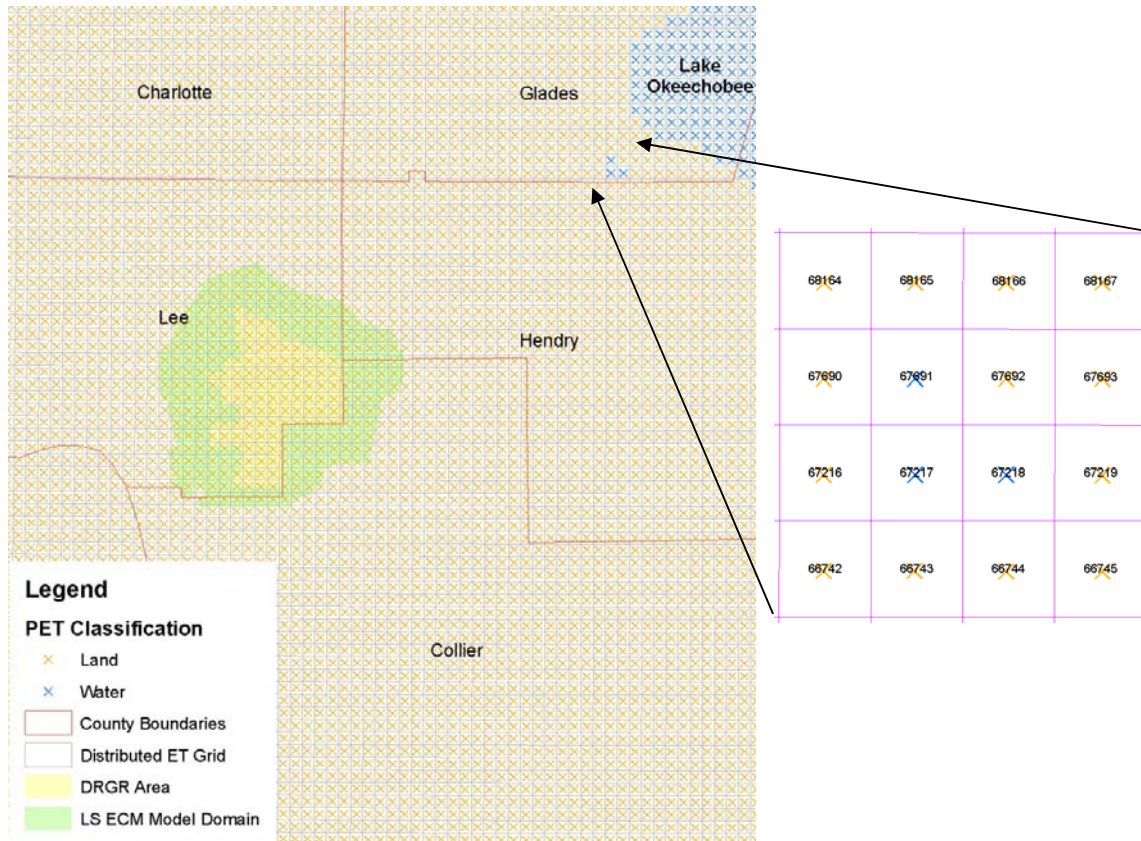 Lake
Okeechobee
Charlotte
Glades
68164 68165 68166 68167
Lee
Hendry
67690 67691 67692 67693
67216 67217 67218 67219
66742 66743 66744 66745
Legend
PET Classification
Land
Water
County Boundaries
Distributed ET Grid
DRGR Area
LS ECM Model Domain
Collier